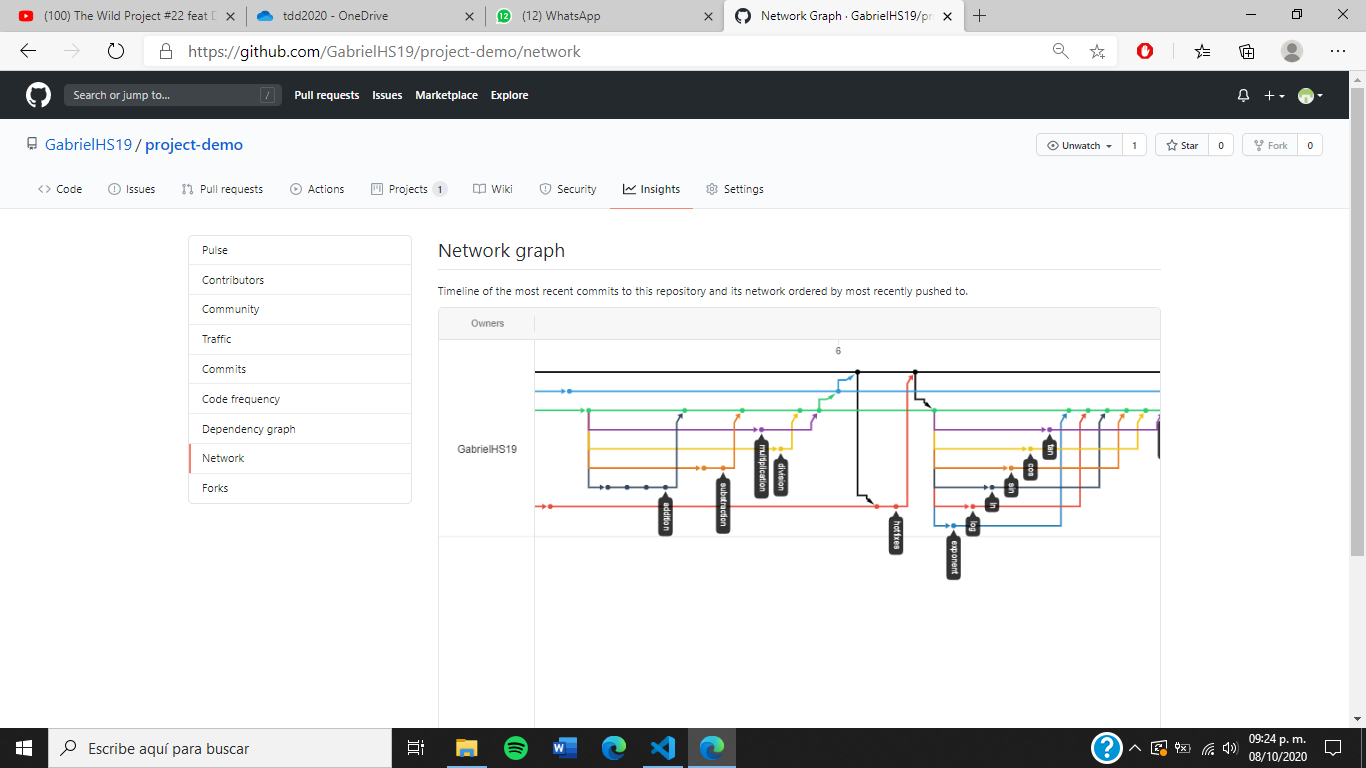 (100) The Wild Project #22 feat D
tdd2020 - OneDrive
12
(12) WhatsApp
Network Graph · GabrielHS19/pro
https://github.com/GabrielHS19/project-demo/network
Search or jump to...
/
Pull requests
Issues
Marketplace
Explore
GabrielHS19 / project-demo
Unwatch
1
Star
0
Fork
0
Code
Issues
Pull requests
Actions
Projects 1
Wiki
Security
Insights
Settings
Pulse
Contributors
Community
Traffic
Commits
Code frequency
Dependency graph
Network
Forks
Network graph
Timeline of the most recent commits to this repository and its network ordered by most recently pushed to.
Owners
6
GabrielHS19
addition
substraction
multiplication
division
hotfixes
exponent
log
ln
sin
cos
tan
Escribe aquí para buscar
09:24 p. m.
08/10/2020